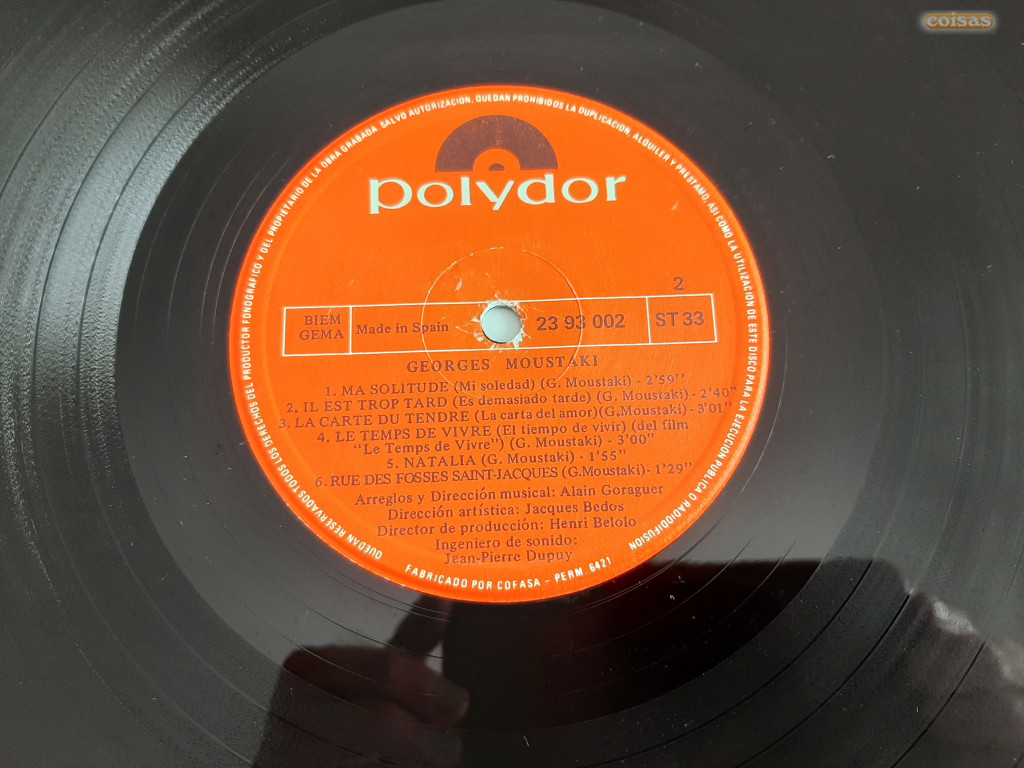 coisas
QUEDAN RESERVADOS TODOS LOS DERECHOS DEL PRODUCTOR FONOGRAFICO Y DEL PROPIETARIO DE LA OBRA GRABADA. SALVO AUTORIZACION, QUEDAN PROHIBIDOS LA DUPLICACION, ALQUILER Y PRESTAMO, ASI COMO LA UTILIZACION DE ESTE DISCO PARA LA EJECUCION PUBLICA O RADIODIFUSION
polydor
2
BIEM
GEMA
Made in Spain
23 93 002
ST 33
GEORGES MOUSTAKI
1. MA SOLITUDE (Mi soledad) (G. Moustaki) - 2'59''
2. IL EST TROP TARD (Es demasiado tarde) (G. Moustaki) - 2'40"
3. LA CARTE DU TENDRE (La carta del amor)(G.Moustaki) - 3'01"
4. LE TEMPS DE VIVRE (El tiempo de vivir) (del film
"Le Temps de Vivre") (G. Moustaki) - 3'00"
5. NATALIA (G. Moustaki) - 1'55"
6. RUE DES FOSSES SAINT-JACQUES (G.Moustaki) - 1'29"
Arreglos y Dirección musical: Alain Goraguer
Dirección artística: Jacques Bedos
Director de producción: Henri Belolo
Ingeniero de sonido:
Jean-Pierre Dupuy
FABRICADO POR COFASA - PERM. 6421